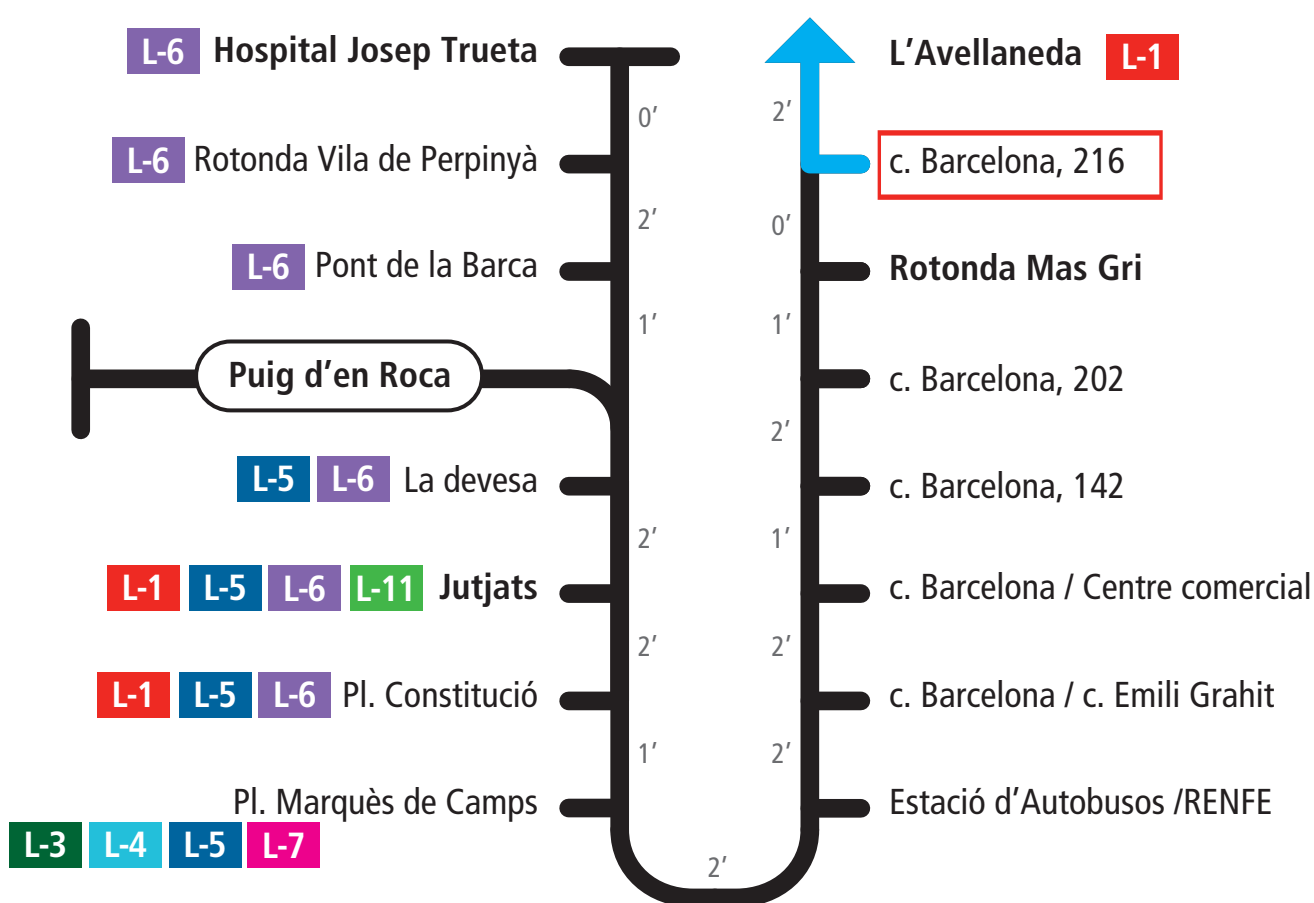 L-6 Hospital Josep Trueta
0’
L-6 Rotonda Vila de Perpinyà
2’
L-6 Pont de la Barca
1’
Puig d’en Roca
L-5 L-6 La devesa
2’
L-1 L-5 L-6 L-11 Jutjats
2’
L-1 L-5 L-6 Pl. Constitució
1’
Pl. Marquès de Camps
L-3 L-4 L-5 L-7
2’
Estació d’Autobusos /RENFE
2’
c. Barcelona / c. Emili Grahit
2’
c. Barcelona / Centre comercial
1’
c. Barcelona, 142
2’
c. Barcelona, 202
1’
Rotonda Mas Gri
0’
c. Barcelona, 216
2’
L’Avellaneda L-1